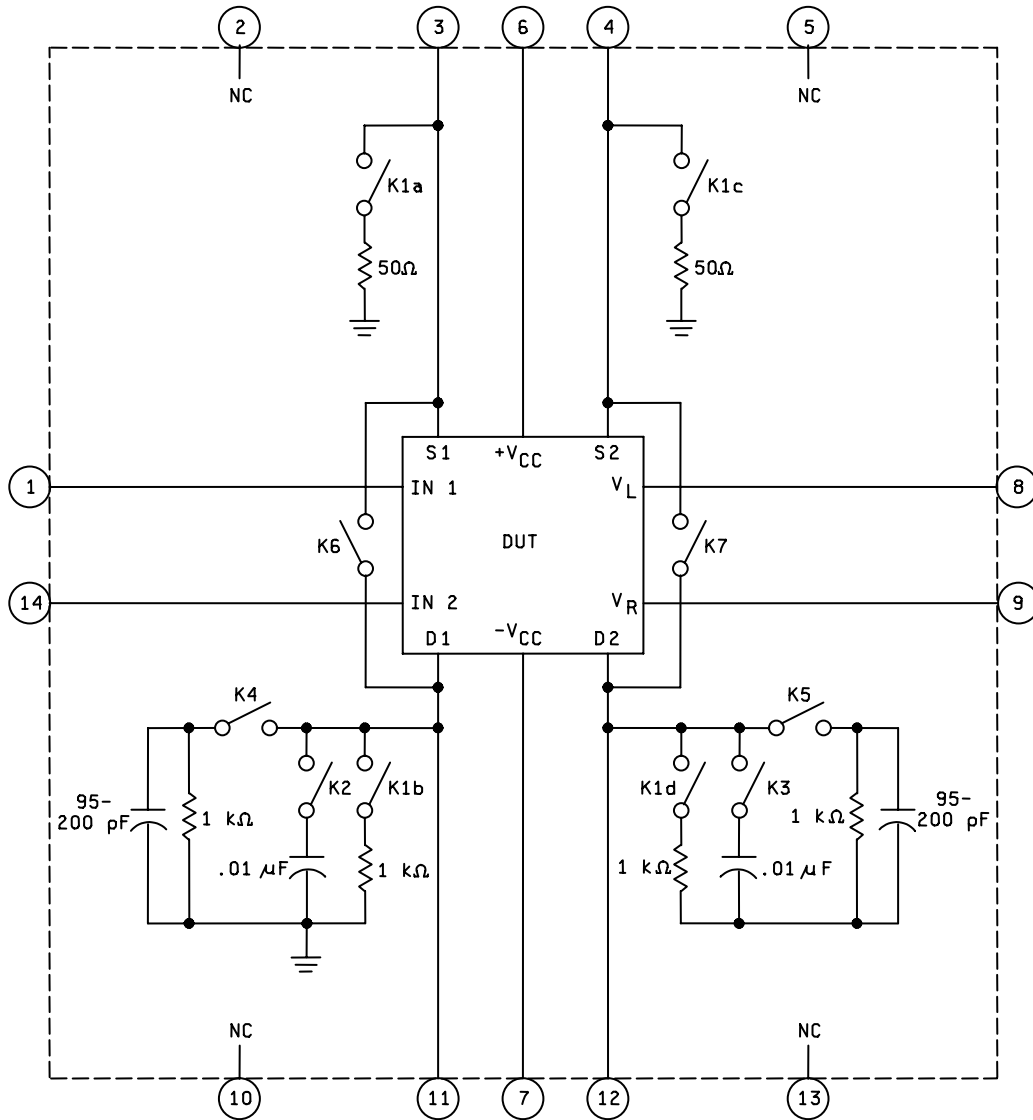 2 3 6 4 5
NC NC
K1a K1c
50Ω 50Ω
S1 +VCC S2
1 IN 1 VL 8
K6 DUT K7
14 IN 2 VR 9
D1 -VCC D2
K4 K5
K2 K1b K1d K3
95- 95-
200 pF 1 kΩ 1 kΩ 200 pF
.01 μF 1 kΩ 1 kΩ .01 μF
NC NC
10 11 7 12 13